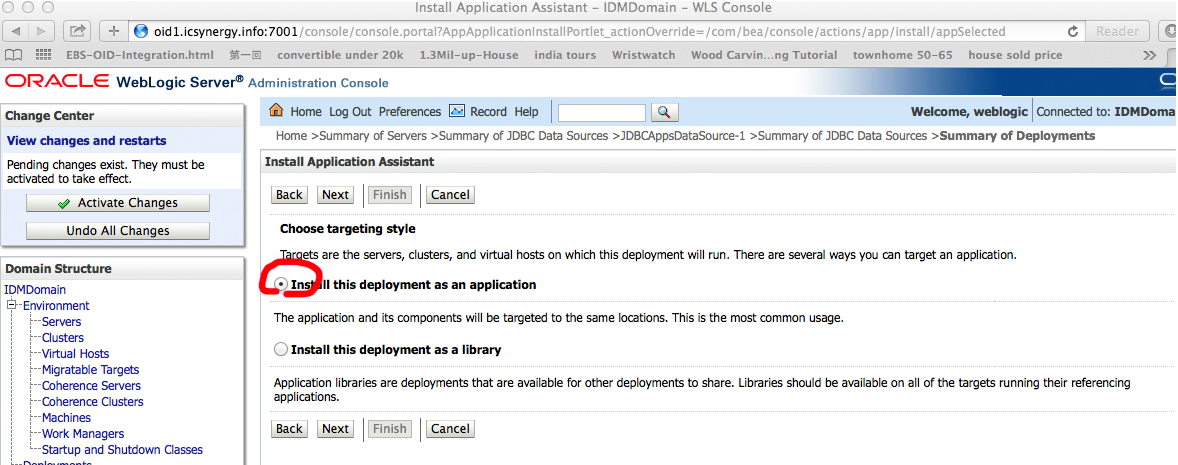 Install Application Assistant - IDMDomain - WLS Console
oid1.icsynergy.info:7001/console/console.portal?AppApplicationInstallPortlet_actionOverride=/com/bea/console/actions/app/install/appSelected
Reader
EBS-OID-Integration.html 第一回 convertible under 20k 1.3Mil-up-House india tours Wristwatch Wood Carvin...ng Tutorial townhome 50-65 house sold price
ORACLE WebLogic Server® Administration Console
Change Center
View changes and restarts
Pending changes exist. They must be
activated to take effect.
Activate Changes
Undo All Changes
Domain Structure
IDMDomain
Environment
Servers
Clusters
Virtual Hosts
Migratable Targets
Coherence Servers
Coherence Clusters
Machines
Work Managers
Startup and Shutdown Classes
Deployments
Home Log Out Preferences Record Help
Welcome, weblogic Connected to: IDMDoma
Home >Summary of Servers >Summary of JDBC Data Sources >JDBCAppsDataSource-1 >Summary of JDBC Data Sources >Summary of Deployments
Install Application Assistant
Back Next Finish Cancel
Choose targeting style
Targets are the servers, clusters, and virtual hosts on which this deployment will run. There are several ways you can target an application.
Install this deployment as an application
The application and its components will be targeted to the same locations. This is the most common usage.
Install this deployment as a library
Application libraries are deployments that are available for other deployments to share. Libraries should be available on all of the targets running their referencing
applications.
Back Next Finish Cancel